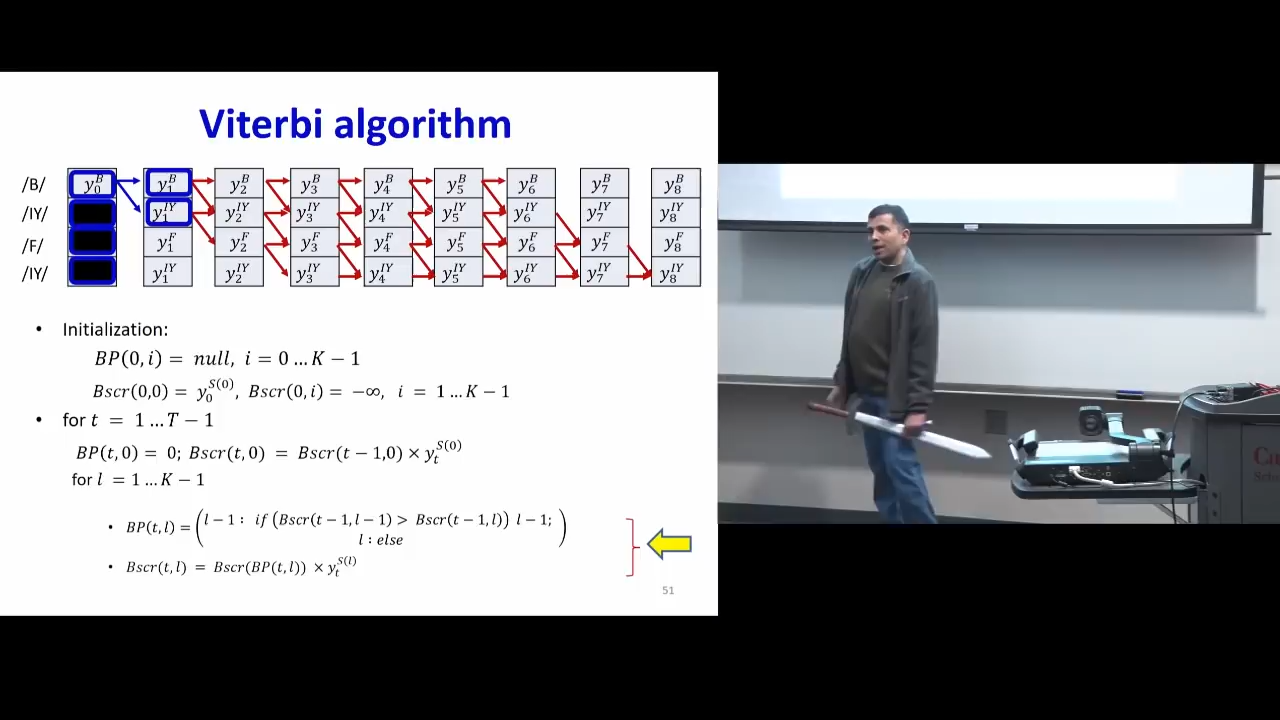 Viterbi algorithm
/B/ y_0^B y_1^B y_2^B y_3^B y_4^B y_5^B y_6^B y_7^B y_8^B
/IY/ y_1^{IY} y_2^{IY} y_3^{IY} y_4^{IY} y_5^{IY} y_6^{IY} y_7^{IY} y_8^{IY}
/F/ y_1^F y_2^F y_3^F y_4^F y_5^F y_6^F y_7^F y_8^F
/IY/ y_1^{IY} y_2^{IY} y_3^{IY} y_4^{IY} y_5^{IY} y_6^{IY} y_7^{IY} y_8^{IY}
• Initialization:
BP(0,i) = null, i = 0 … K − 1
Bscr(0,0) = y_0^{S(0)}, Bscr(0,i) = −∞, i = 1 … K − 1
• for t = 1 … T − 1
BP(t,0) = 0; Bscr(t,0) = Bscr(t − 1,0) × y_t^{S(0)}
for l = 1 … K − 1
• BP(t,l) = (l − 1 : if (Bscr(t − 1, l − 1) > Bscr(t − 1, l)) l − 1;
l : else)
• Bscr(t,l) = Bscr(BP(t,l)) × y_t^{S(l)}
51